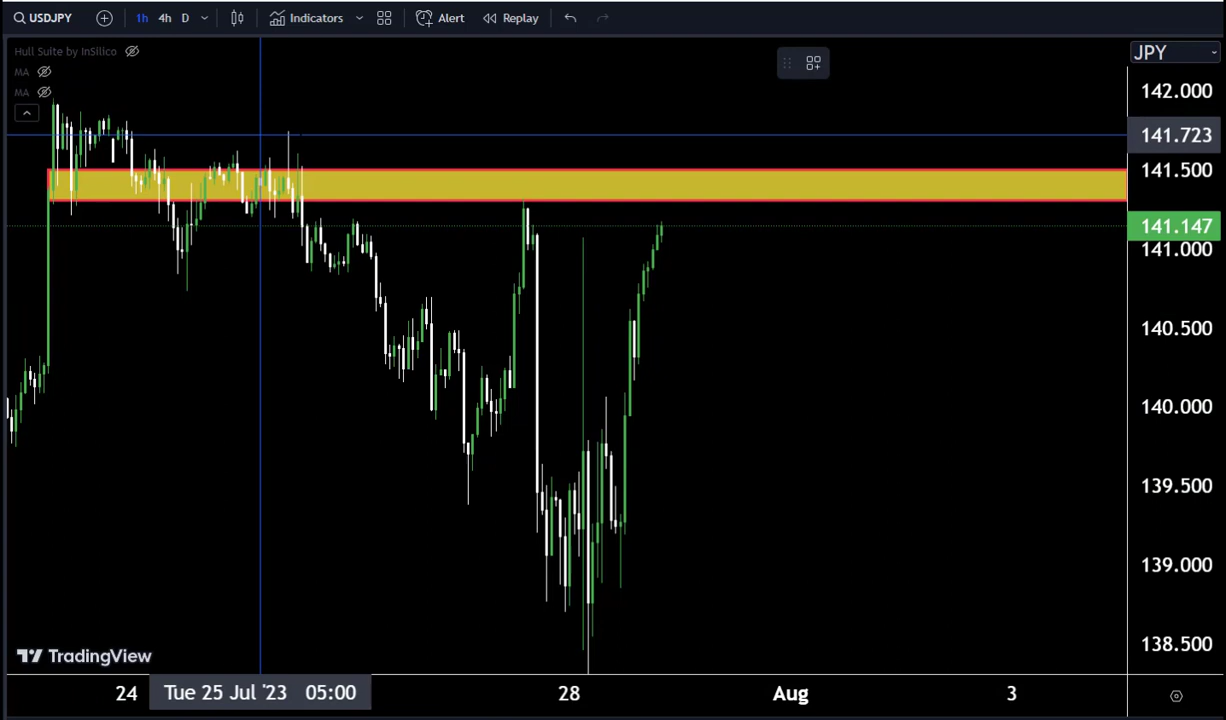 USDJPY 1h 4h D Indicators Alert Replay
Hull Suite by InSilico
MA
MA
JPY
142.000
141.723
141.500
141.147
141.000
140.500
140.000
139.500
139.000
138.500
TradingView
24 Tue 25 Jul '23 05:00 28 Aug 3